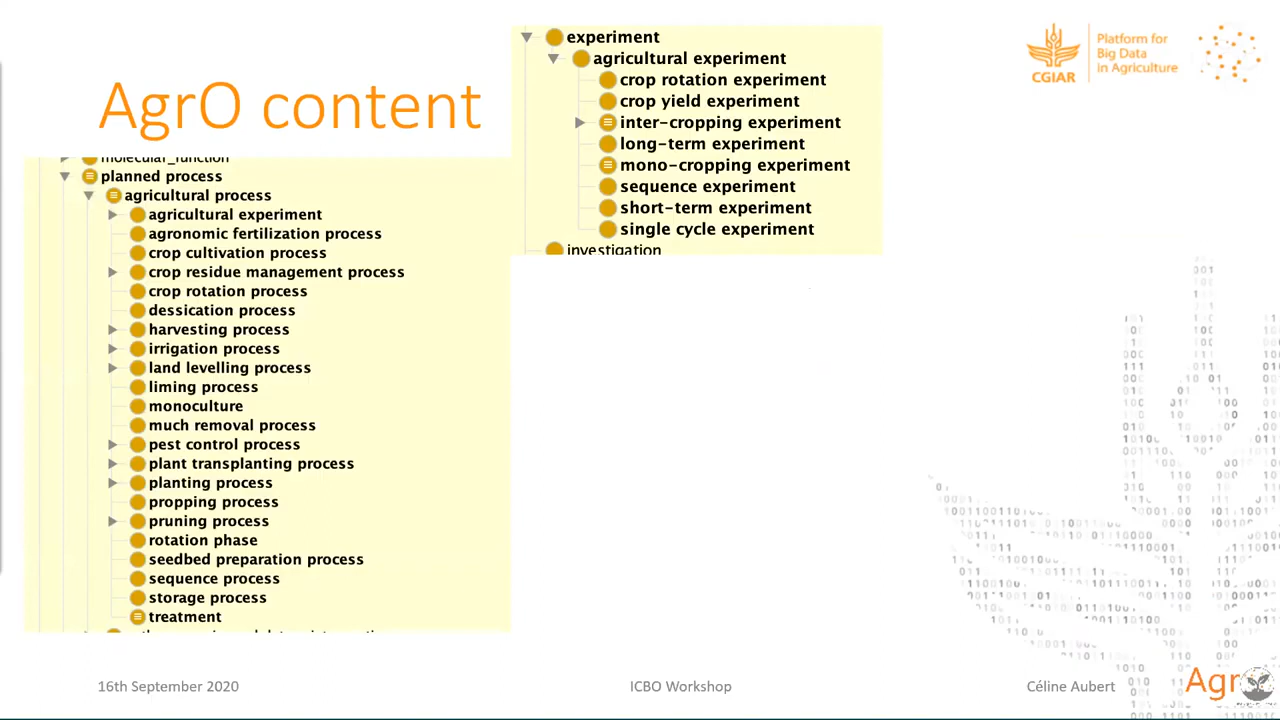 AgrO content
molecular_function
planned process
agricultural process
agricultural experiment
agronomic fertilization process
crop cultivation process
crop residue management process
crop rotation process
dessication process
harvesting process
irrigation process
land levelling process
liming process
monoculture
much removal process
pest control process
plant transplanting process
planting process
propping process
pruning process
rotation phase
seedbed preparation process
sequence process
storage process
treatment
experiment
agricultural experiment
crop rotation experiment
crop yield experiment
inter-cropping experiment
long-term experiment
mono-cropping experiment
sequence experiment
short-term experiment
single cycle experiment
investigation
CGIAR
Platform for
Big Data
in Agriculture
16th September 2020
ICBO Workshop
Céline Aubert
Agr